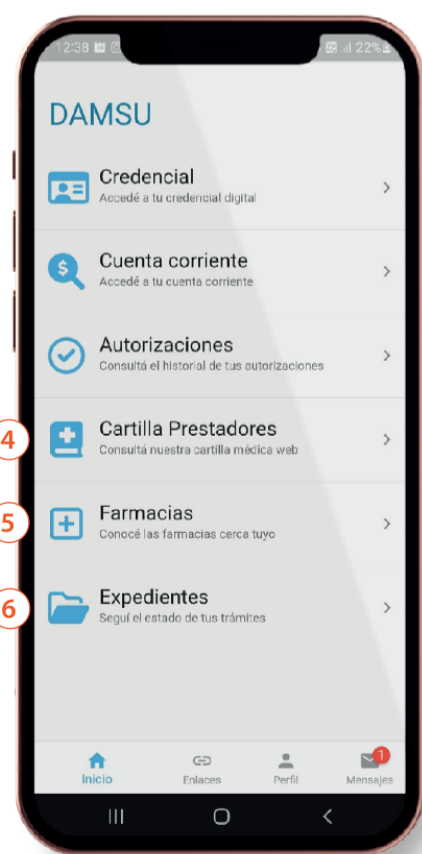 12:38
22%
DAMSU
Credencial
Accedé a tu credencial digital
Cuenta corriente
Accedé a tu cuenta corriente
Autorizaciones
Consultá el historial de tus autorizaciones
4
Cartilla Prestadores
Consultá nuestra cartilla médica web
5
Farmacias
Conocé las farmacias cerca tuyo
6
Expedientes
Seguí el estado de tus trámites
1
Inicio
Enlaces
Perfil
Mensajes